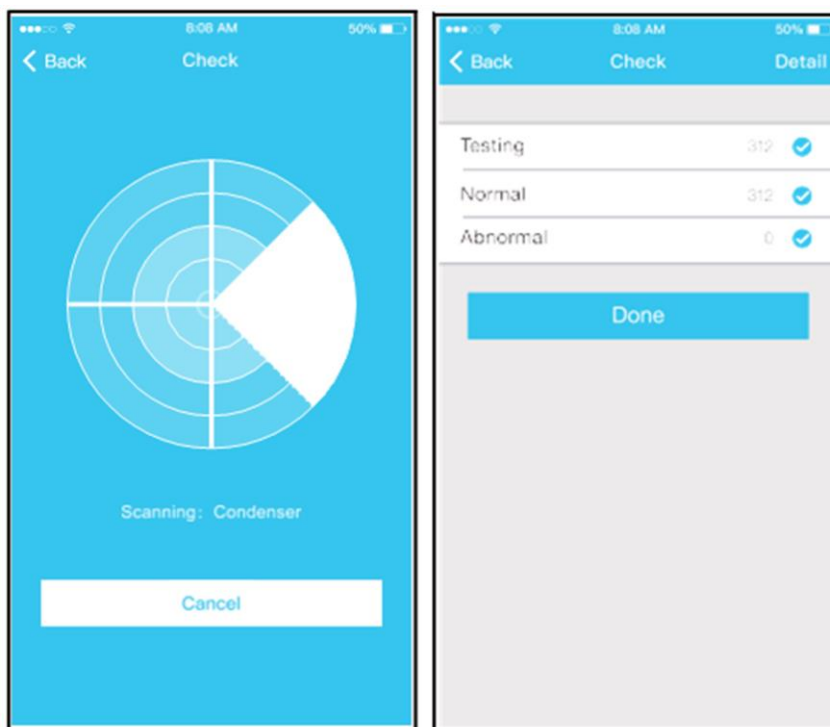 8:08 AM
50%
Back
Check
Scanning: Condenser
Cancel
8:08 AM
50%
Back
Check
Detail
Testing 312
Normal 312
Abnormal 0
Done